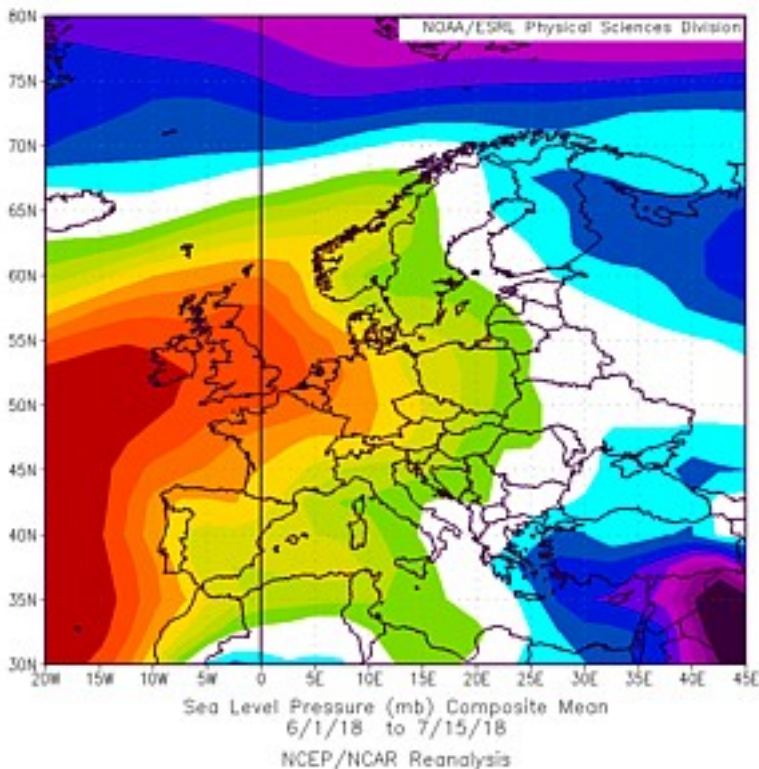 NOAA/ESRL Physical Sciences Division
80N
75N
70N
65N
60N
55N
50N
45N
40N
35N
30N
20W 15W 10W 5W 0 5E 10E 15E 20E 25E 30E 35E 40E 45E
Sea Level Pressure (mb) Composite Mean
6/1/18 to 7/15/18
NCEP/NCAR Reanalysis